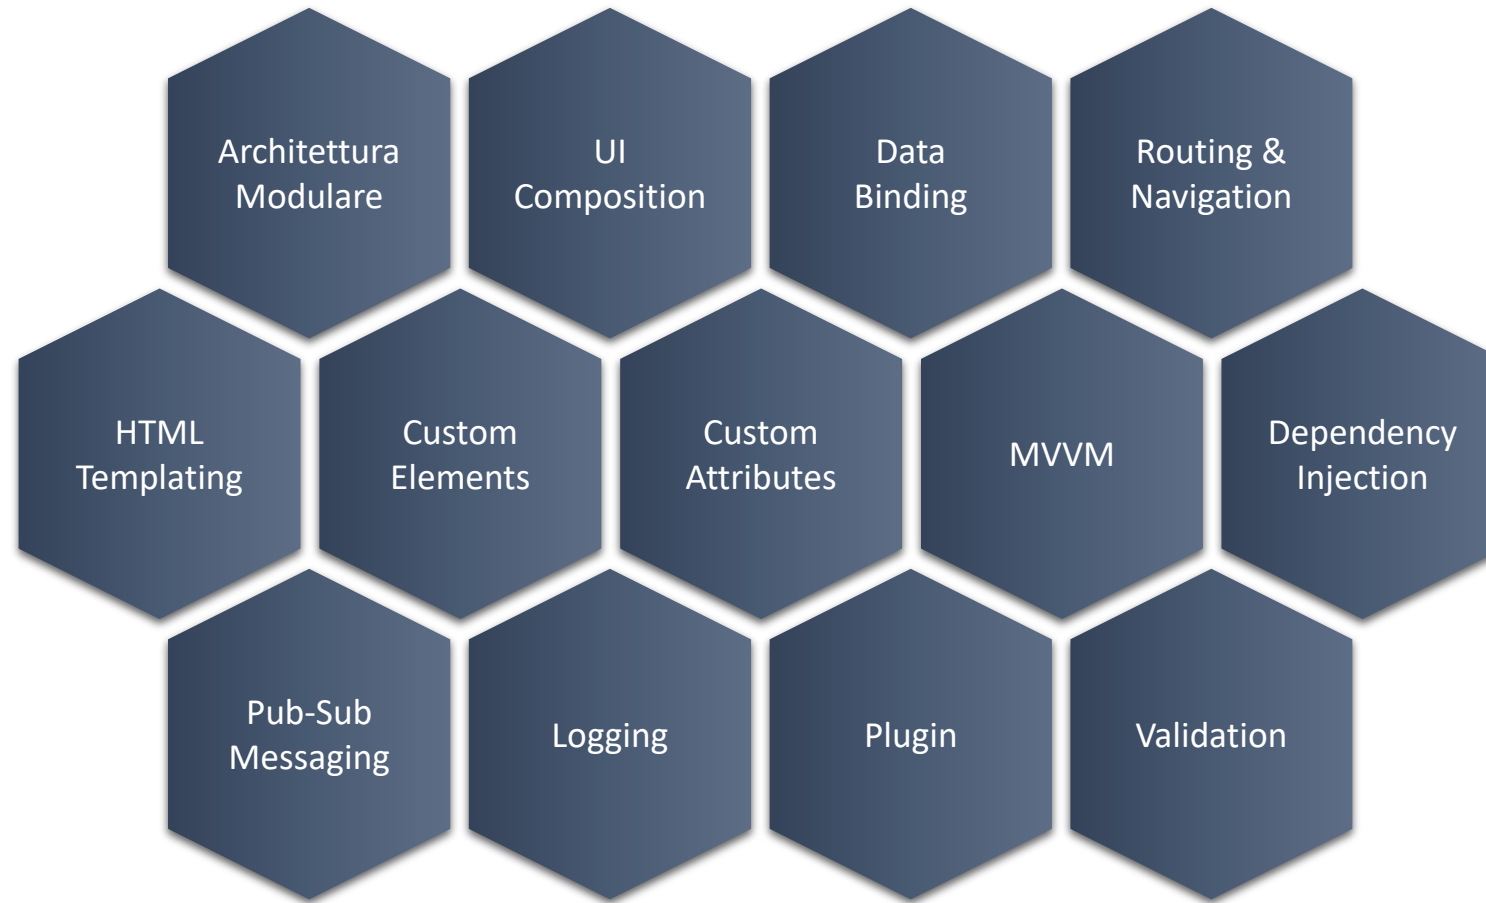 Architettura
Modulare
UI
Composition
Data
Binding
Routing &
Navigation
HTML
Templating
Custom
Elements
Custom
Attributes
MVVM
Dependency
Injection
Pub-Sub
Messaging
Logging
Plugin
Validation